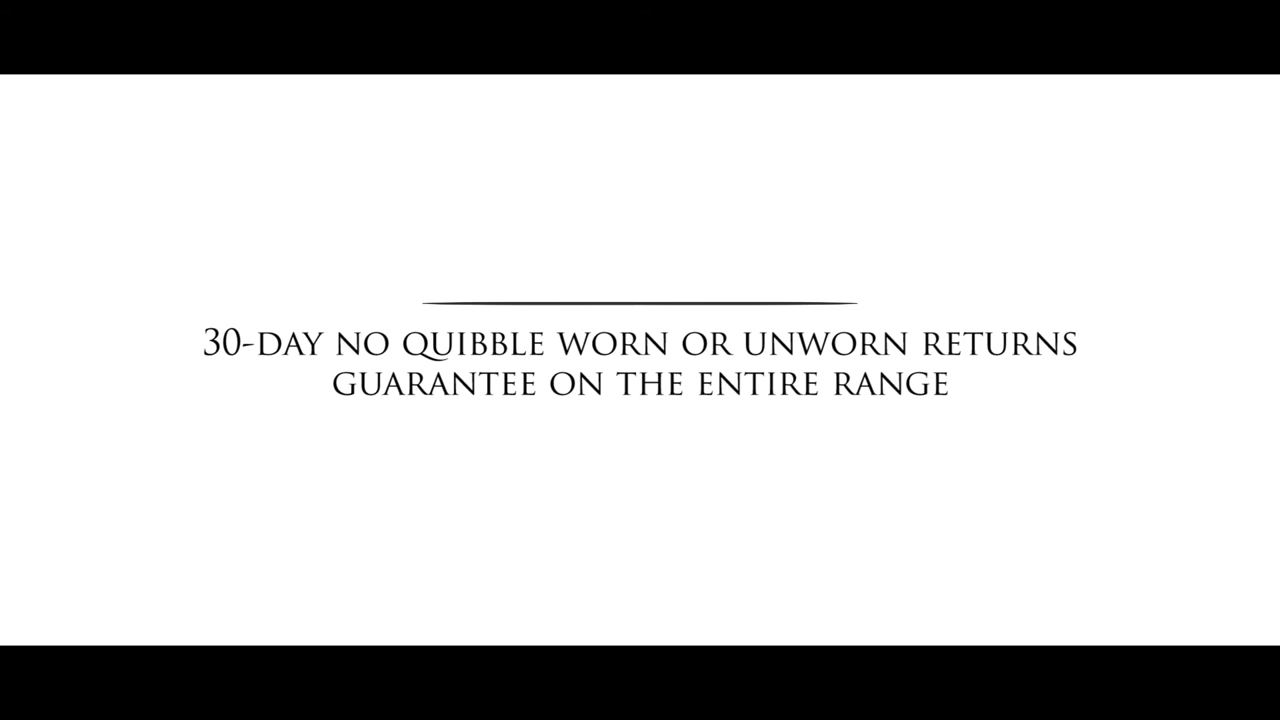 30-DAY NO QUIBBLE WORN OR UNWORN RETURNS
GUARANTEE ON THE ENTIRE RANGE